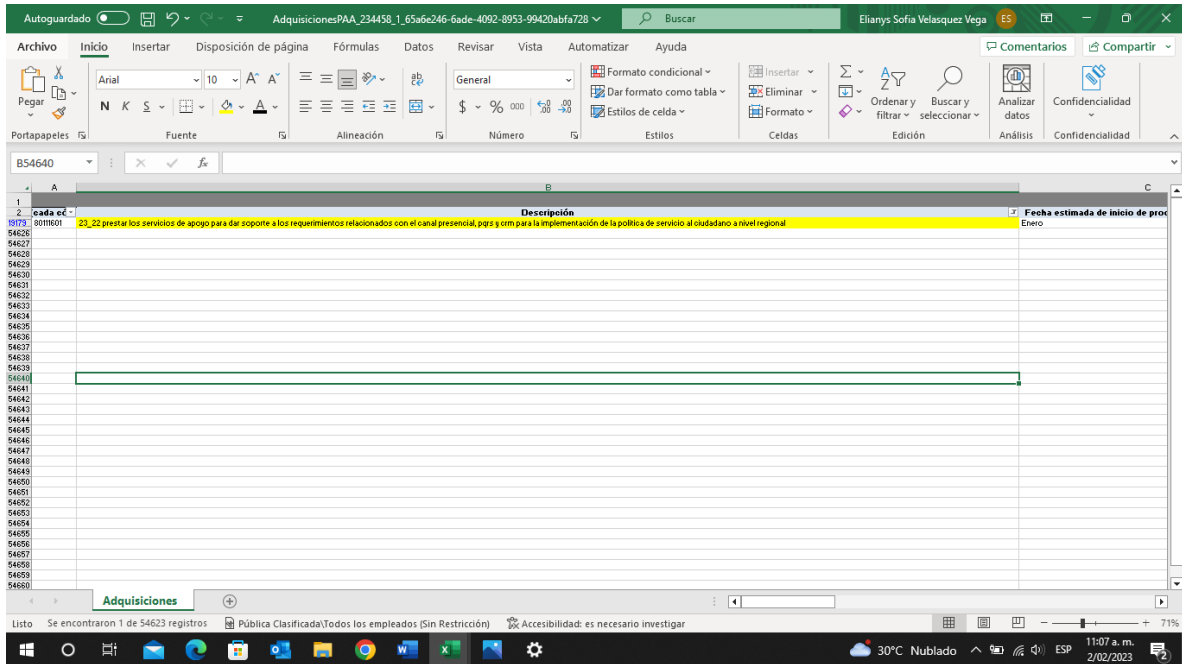 Autoguardado AdquisicionesPAA_234458_1_65a6e246-6ade-4092-8953-99420abfa728 Buscar Elianys Sofia Velasquez Vega ES
Archivo Inicio Insertar Disposición de página Fórmulas Datos Revisar Vista Automatizar Ayuda Comentarios Compartir
Pegar Arial 10 General Formato condicional Insertar Ordenar y filtrar Buscar y seleccionar Analizar datos Confidencialidad
Dar formato como tabla Eliminar
N K S $ % 000 Estilos de celda Formato
Portapapeles Fuente Alineación Número Estilos Celdas Edición Análisis Confidencialidad
B54640 fx
A B C
1
2 cada có Descripción Fecha estimada de inicio de proc
19179 80111601 23_22 prestar los servicios de apoyo para dar soporte a los requerimientos relacionados con el canal presencial, pqrs y crm para la implementación de la politica de servicio al ciudadano a nivel regional Enero
54626
54627
54628
54629
54630
54631
54632
54633
54634
54635
54636
54637
54638
54639
54640
54641
54642
54643
54644
54645
54646
54647
54648
54649
54650
54651
54652
54653
54654
54655
54656
54657
54658
54659
54660
Adquisiciones
Listo Se encontraron 1 de 54623 registros Pública Clasificada\Todos los empleados (Sin Restricción) Accesibilidad: es necesario investigar 71%
30°C Nublado ESP 11:07 a. m.
2/02/2023